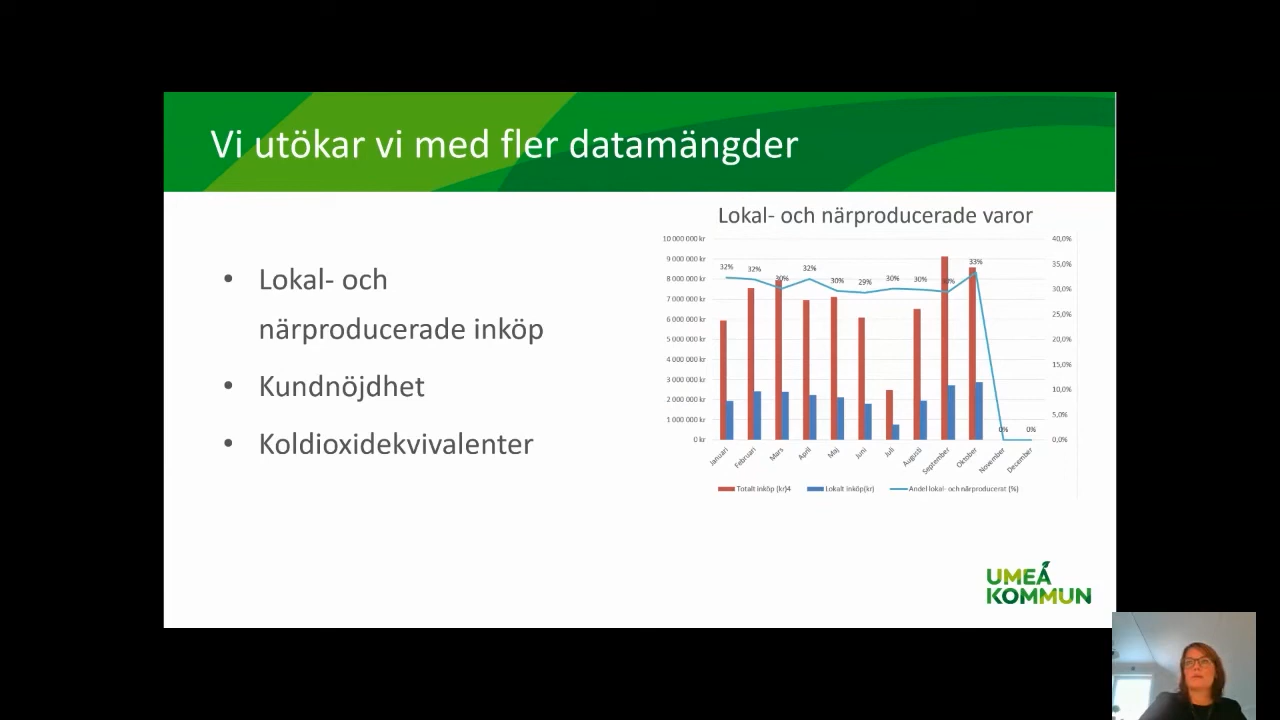 Vi utökar vi med fler datamängder
• Lokal- och
närproducerade inköp
• Kundnöjdhet
• Koldioxidekvivalenter
Lokal- och närproducerade varor
10 000 000 kr
9 000 000 kr
8 000 000 kr
7 000 000 kr
6 000 000 kr
5 000 000 kr
4 000 000 kr
3 000 000 kr
2 000 000 kr
1 000 000 kr
0 kr
32% 32% 30% 32% 30% 29% 30% 30% 30% 33% 0% 0%
40,0%
35,0%
30,0%
25,0%
20,0%
15,0%
10,0%
5,0%
0,0%
Januari Februari Mars April Maj Juni Juli Augusti September Oktober November December
Totalt inköp (kr)4 Lokalt inköp(kr) Andel lokal- och närproducerat (%)
UMEÅ
KOMMUN